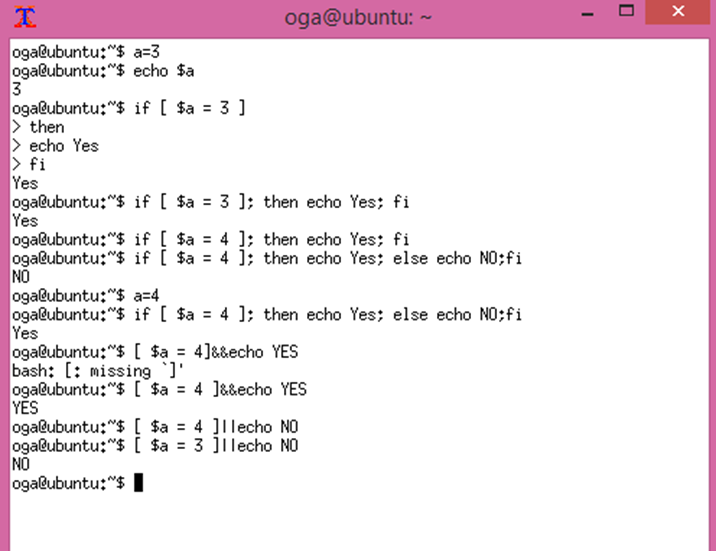 oga@ubuntu: ~
oga@ubuntu:~$ a=3
oga@ubuntu:~$ echo $a
3
oga@ubuntu:~$ if [ $a = 3 ]
> then
> echo Yes
> fi
Yes
oga@ubuntu:~$ if [ $a = 3 ]; then echo Yes; fi
Yes
oga@ubuntu:~$ if [ $a = 4 ]; then echo Yes; fi
oga@ubuntu:~$ if [ $a = 4 ]; then echo Yes; else echo NO;fi
NO
oga@ubuntu:~$ a=4
oga@ubuntu:~$ if [ $a = 4 ]; then echo Yes; else echo NO;fi
Yes
oga@ubuntu:~$ [ $a = 4]&&echo YES
bash: [: missing `]'
oga@ubuntu:~$ [ $a = 4 ]&&echo YES
YES
oga@ubuntu:~$ [ $a = 4 ]||echo NO
oga@ubuntu:~$ [ $a = 3 ]||echo NO
NO
oga@ubuntu:~$